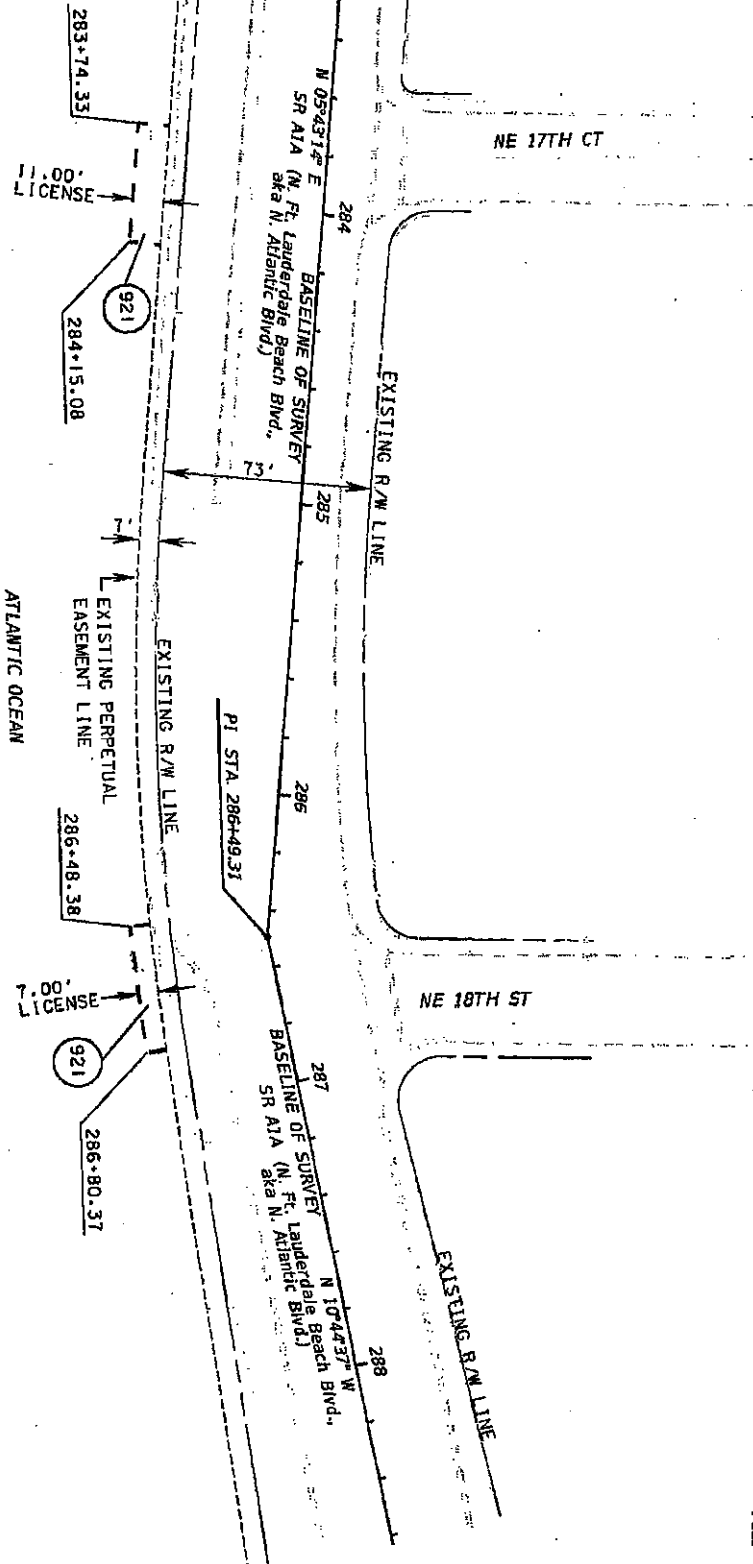 283+74.33
NE 17TH CT
11.00'
LICENSE
N 05°43'14" E
SR A1A (N. Ft. Lauderdale Beach Blvd.,
aka N. Atlantic Blvd.)
284
BASELINE OF SURVEY
921
284+15.08
EXISTING R/W LINE
73'
285
7'
EXISTING PERPETUAL
EASEMENT LINE
ATLANTIC OCEAN
EXISTING R/W LINE
PI STA. 286+49.31
286
286+48.38
7.00'
LICENSE
NE 18TH ST
921
286+80.37
287
BASELINE OF SURVEY
SR A1A (N. Ft. Lauderdale Beach Blvd.,
aka N. Atlantic Blvd.)
N 10°44'37" W
288
EXISTING R/W LINE